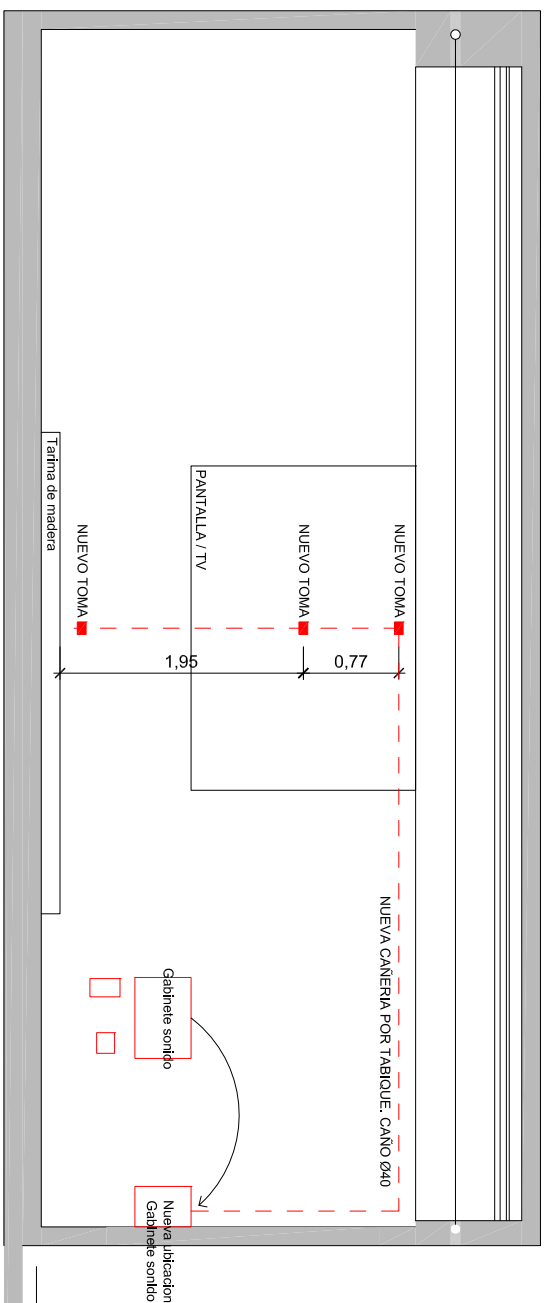 NUEVO TOMA
0,77
NUEVO TOMA
1,95
NUEVO TOMA
PANTALLA / TV
Tarima de madera
NUEVA CAÑERIA POR TABIQUE. CAÑO Ø40
Gabinete sonido
Nueva ubicacion
Gabinete sonido